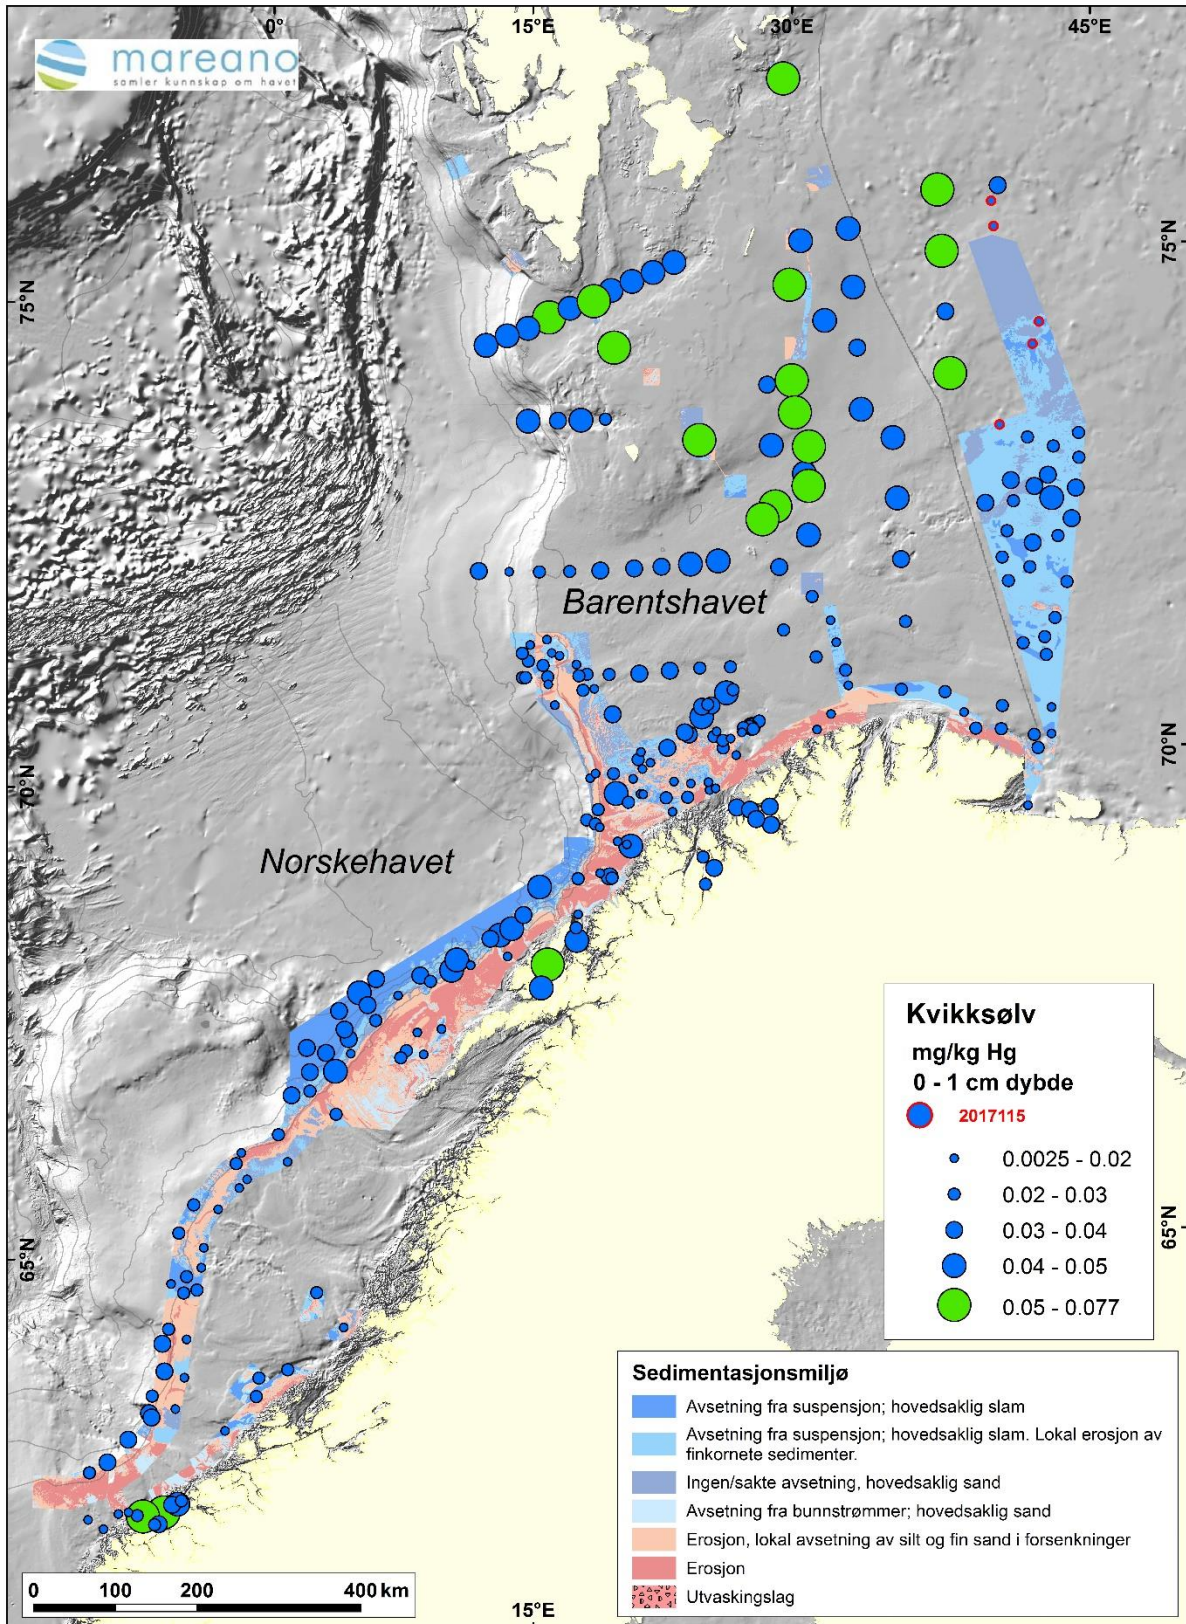 0°
15°E
30°E
45°E
mareano
samler kunnskap om havet
75°N
75°N
Barentshavet
70°N
70°N
Norskehavet
Kvikksølv
mg/kg Hg
0 - 1 cm dybde
2017115
0.0025 - 0.02
0.02 - 0.03
0.03 - 0.04
0.04 - 0.05
0.05 - 0.077
65°N
65°N
Sedimentasjonsmiljø
Avsetning fra suspensjon; hovedsaklig slam
Avsetning fra suspensjon; hovedsaklig slam. Lokal erosjon av
finkornete sedimenter.
Ingen/sakte avsetning, hovedsaklig sand
Avsetning fra bunnstrømmer; hovedsaklig sand
Erosjon, lokal avsetning av silt og fin sand i forsenkninger
Erosjon
Utvaskingslag
0 100 200 400 km
15°E